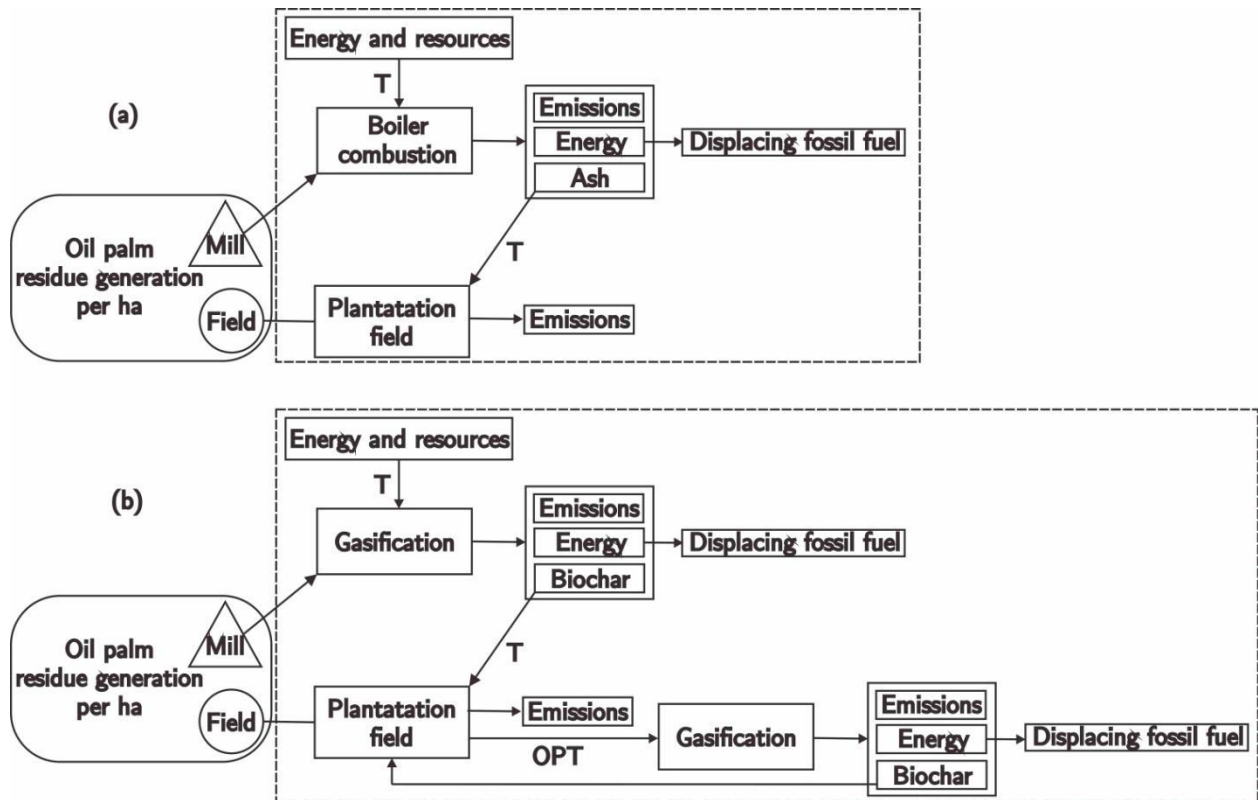 Energy and resources
T
(a)
Boiler
combustion
Emissions
Energy
Ash
Displacing fossil fuel
Oil palm
residue generation
per ha
Mill
Field
T
Plantatation
field
Emissions
Energy and resources
T
(b)
Gasification
Emissions
Energy
Biochar
Displacing fossil fuel
Oil palm
residue generation
per ha
Mill
Field
T
Plantatation
field
Emissions
OPT
Gasification
Emissions
Energy
Biochar
Displacing fossil fuel